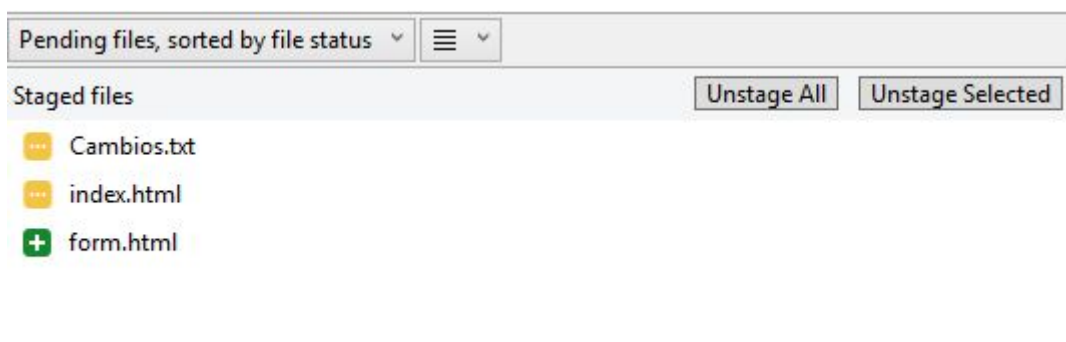 Pending files, sorted by file status
Staged files Unstage All Unstage Selected
Cambios.txt
index.html
form.html